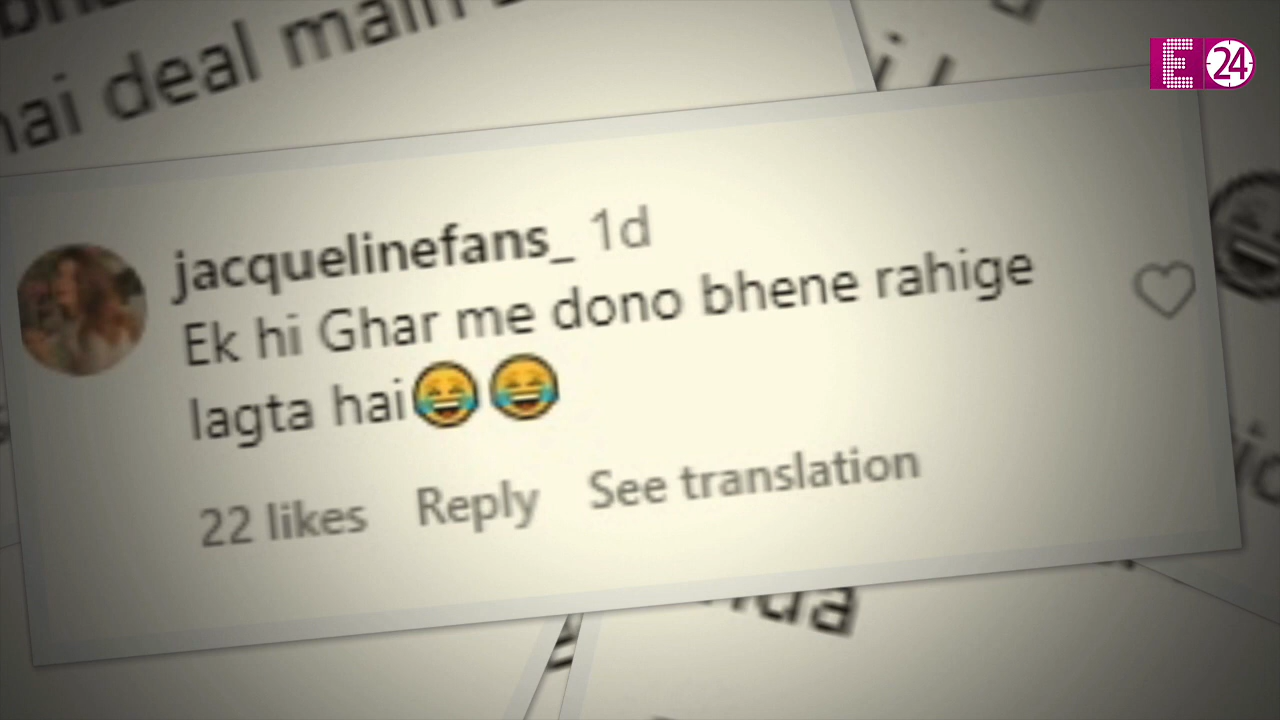 hai deal main
E 24
jacquelinefans_ 1d
Ek hi Ghar me dono bhene rahige
lagta hai😂😂
22 likes Reply See translation